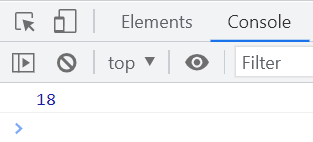 Elements Console
top ▼ Filter
18
>